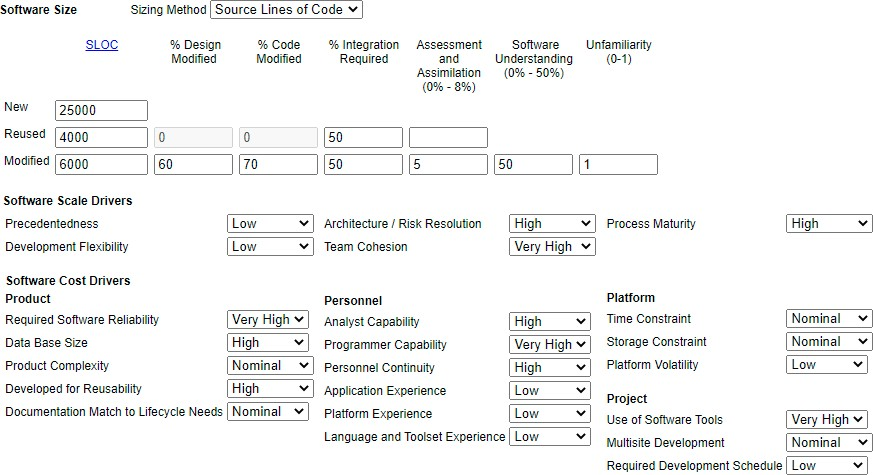 Software Size Sizing Method Source Lines of Code
SLOC % Design Modified % Code Modified % Integration Required Assessment and Assimilation (0% - 8%) Software Understanding (0% - 50%) Unfamiliarity (0-1)
New 25000
Reused 4000 0 0 50
Modified 6000 60 70 50 5 50 1
Software Scale Drivers
Precedentedness Low Architecture / Risk Resolution High Process Maturity High
Development Flexibility Low Team Cohesion Very High
Software Cost Drivers
Product
Required Software Reliability Very High
Data Base Size High
Product Complexity Nominal
Developed for Reusability High
Documentation Match to Lifecycle Needs Nominal
Personnel
Analyst Capability High
Programmer Capability Very High
Personnel Continuity High
Application Experience Low
Platform Experience Low
Language and Toolset Experience Low
Platform
Time Constraint Nominal
Storage Constraint Nominal
Platform Volatility Low
Project
Use of Software Tools Very High
Multisite Development Nominal
Required Development Schedule Low